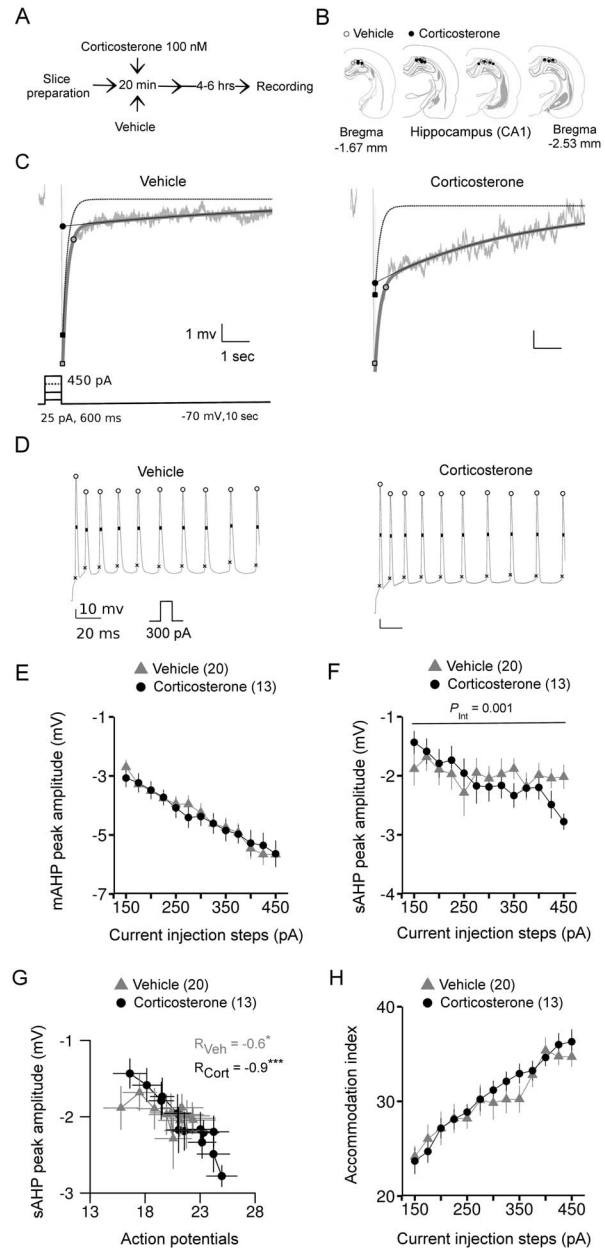 A
Corticosterone 100 nM
Slice preparation
20 min
4-6 hrs
Recording
Vehicle
B
Vehicle
Corticosterone
Bregma -1.67 mm
Hippocampus (CA1)
Bregma -2.53 mm
C
Vehicle
Corticosterone
1 mv
1 sec
450 pA
25 pA, 600 ms
-70 mV,10 sec
D
Vehicle
Corticosterone
10 mv
20 ms
300 pA
E
Vehicle (20)
Corticosterone (13)
mAHP peak amplitude (mV)
-1
-3
-5
-7
150 250 350 450
Current injection steps (pA)
F
Vehicle (20)
Corticosterone (13)
P Int = 0.001
sAHP peak amplitude (mV)
-1
-2
-3
-4
150 250 350 450
Current injection steps (pA)
G
Vehicle (20)
Corticosterone (13)
RVeh = -0.6*
RCort = -0.9***
sAHP peak amplitude (mV)
-1
-2
-3
13 18 23 28
Action potentials
H
Vehicle (20)
Corticosterone (13)
Accommodation index
40
30
20
150 250 350 450
Current injection steps (pA)